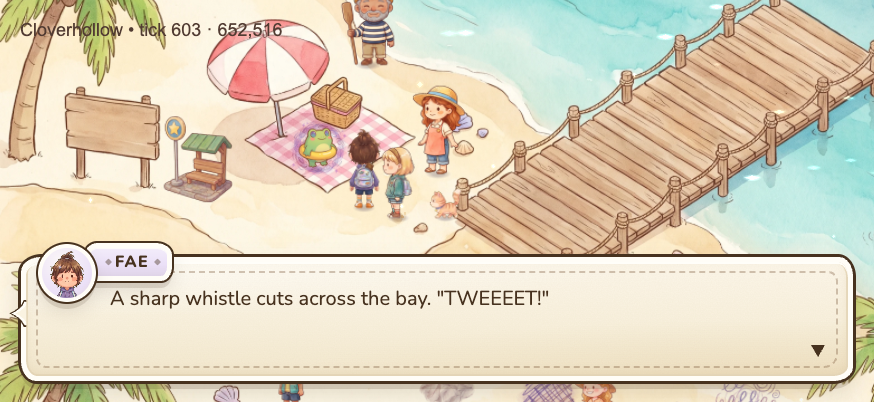 Cloverhollow • tick 603 · 652,516
FAE
A sharp whistle cuts across the bay. "TWEEEET!"